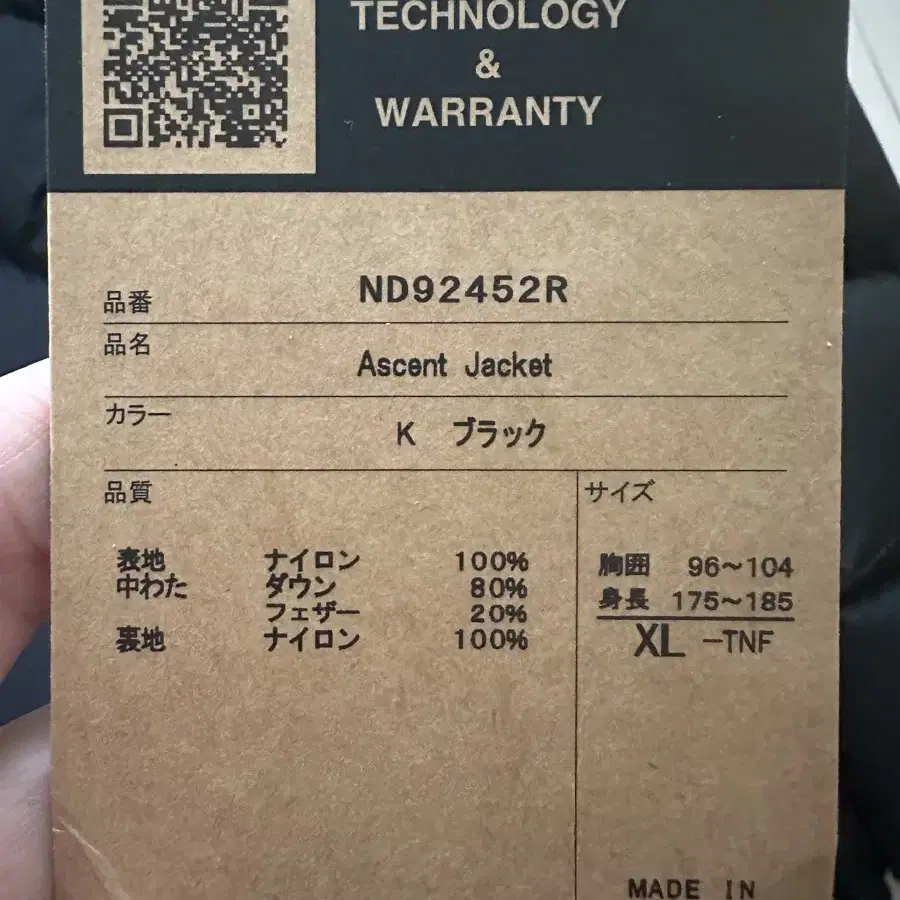 TECHNOLOGY
&
WARRANTY
品番 ND92452R
品名 Ascent Jacket
カラー K ブラック
品質
表地 ナイロン 100%
中わた ダウン 80%
フェザー 20%
裏地 ナイロン 100%
サイズ
胸囲 96〜104
身長 175〜185
XL -TNF
MADE IN